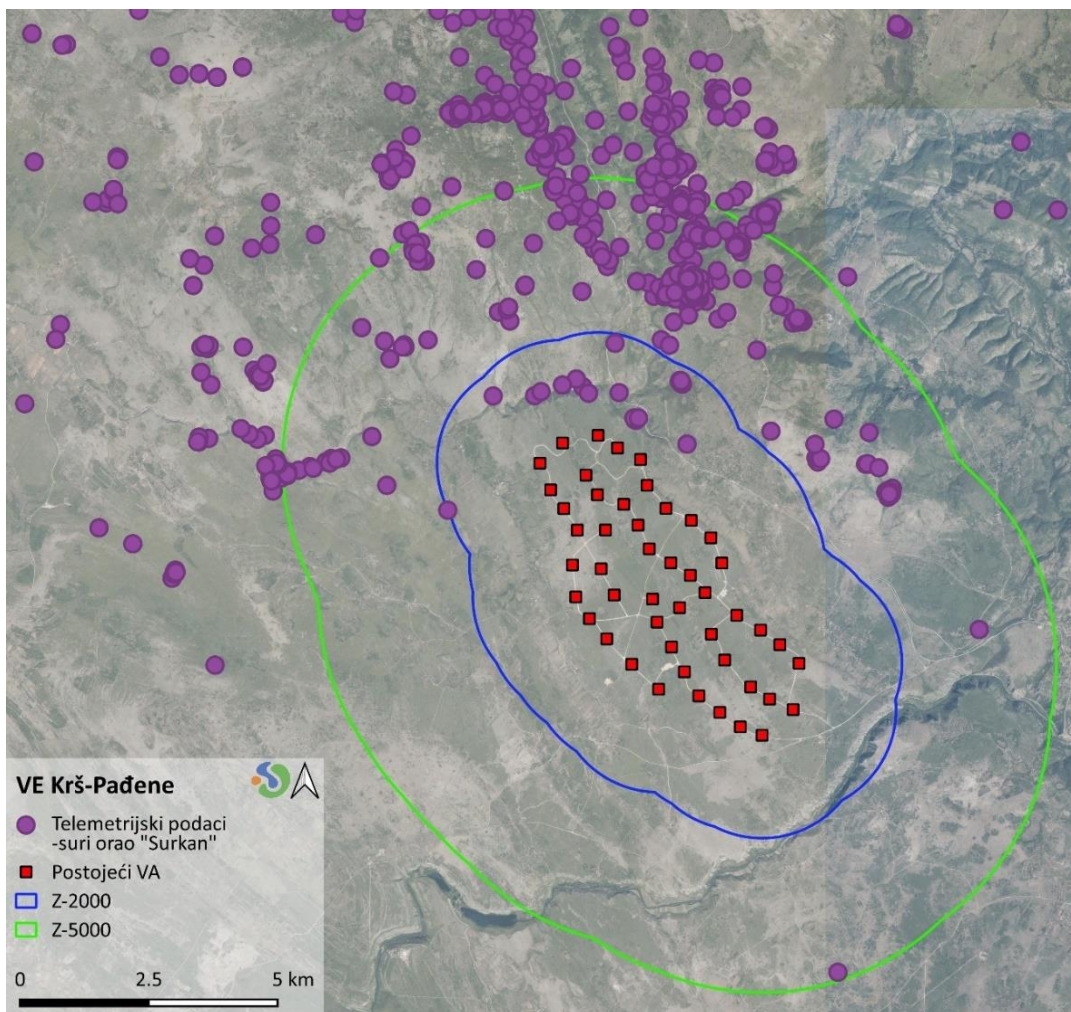 VE Krš-Pađene
Telemetrijski podaci
-suri orao "Surkan"
Postojeći VA
Z-2000
Z-5000
0 2.5 5 km